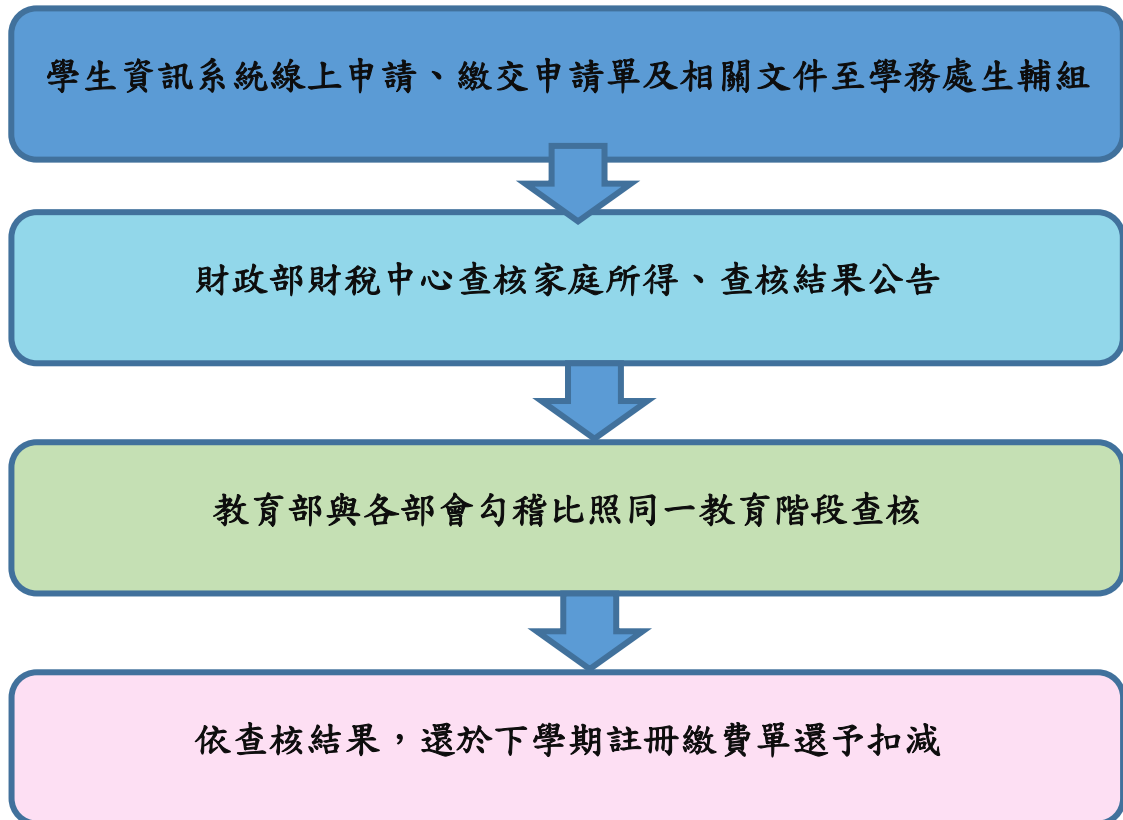 學生資訊系統線上申請、繳交申請單及相關文件至學務處生輔組
財政部財稅中心查核家庭所得、查核結果公告
教育部與各部會勾稽比照同一教育階段查核
依查核結果，還於下學期註冊繳費單還予扣減